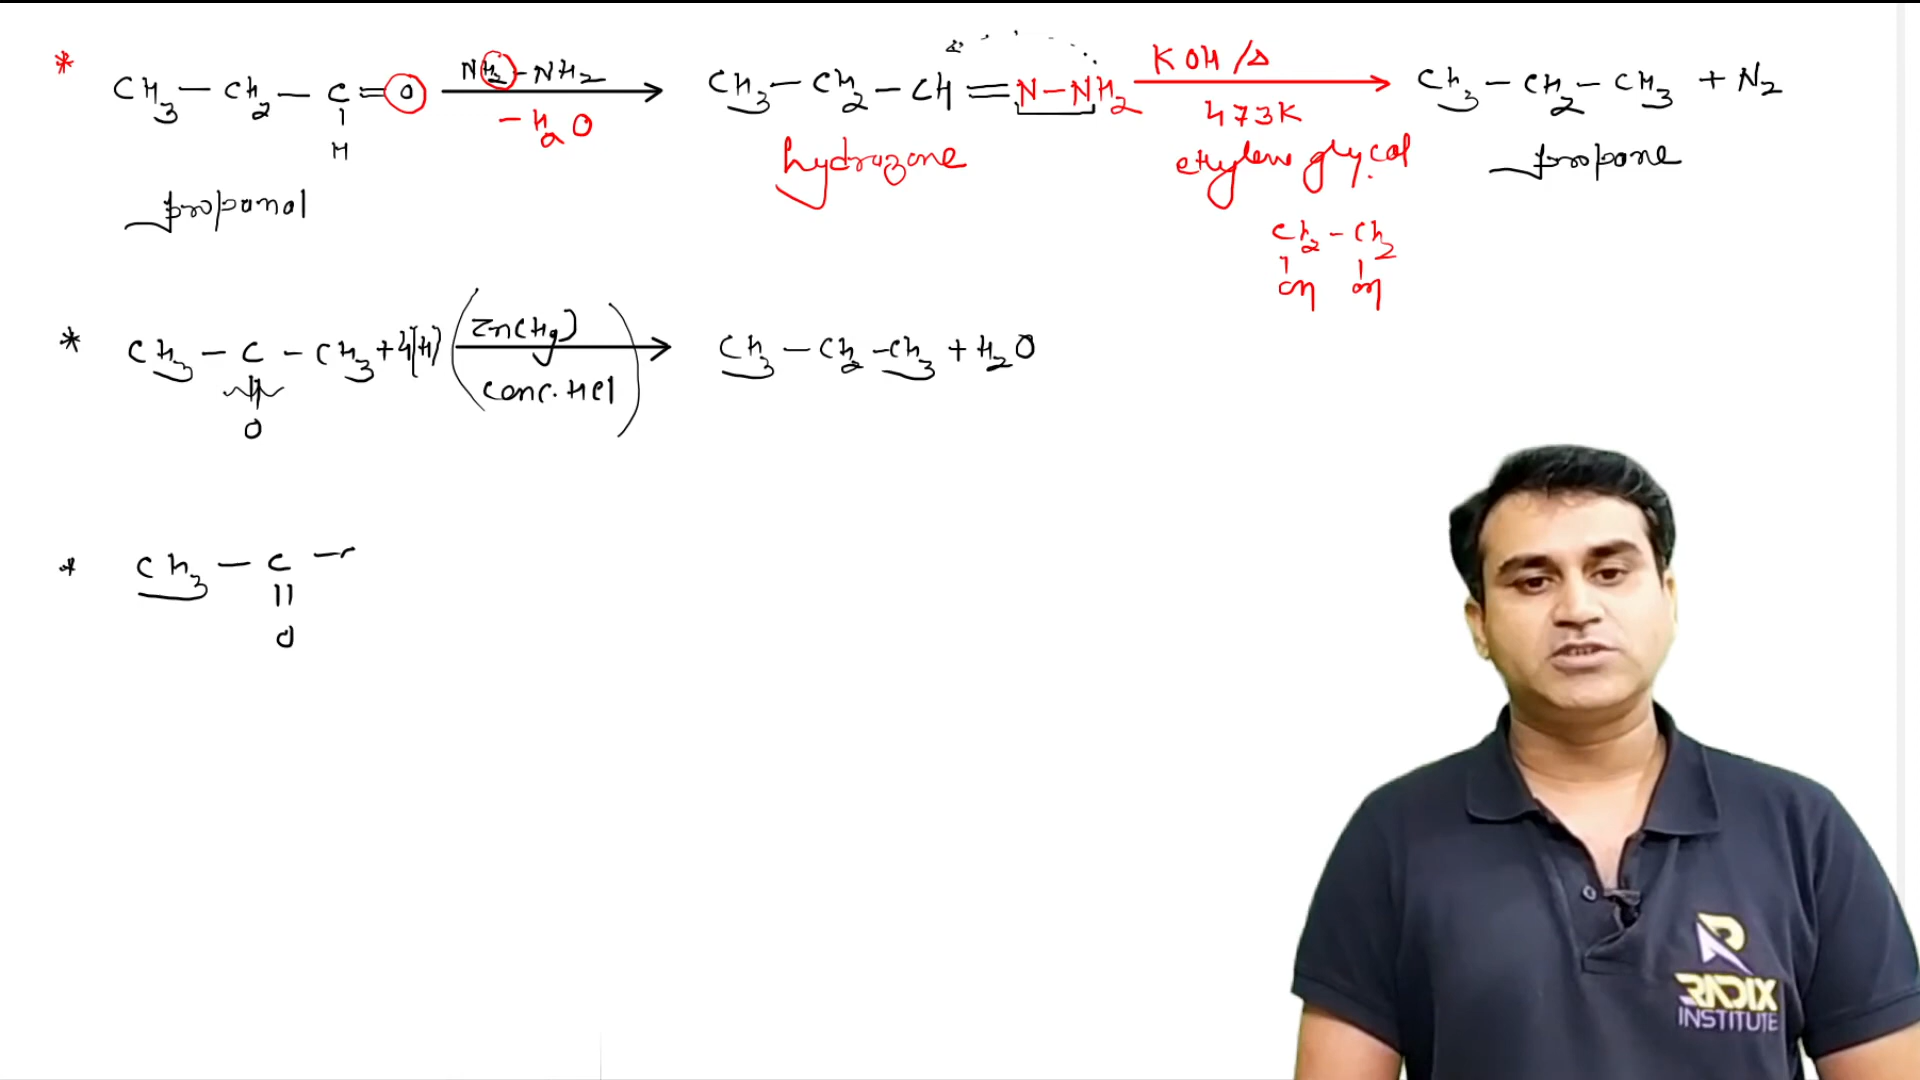 * CH3 — CH2 — C = O NH2 - NH2 CH3 — CH2 — CH = N — NH2 KOH / Δ CH3 — CH2 — CH3 + N2
- H2O 473K
H hydrazone ethylene glycol propane
propanal
CH2 - CH2
OH OH
* CH3 — C — CH3 + 4[H] Zn(Hg) CH3 — CH2 — CH3 + H2O
conc. HCl
O
* CH3 — C —
O
RADIX
INSTITUTE